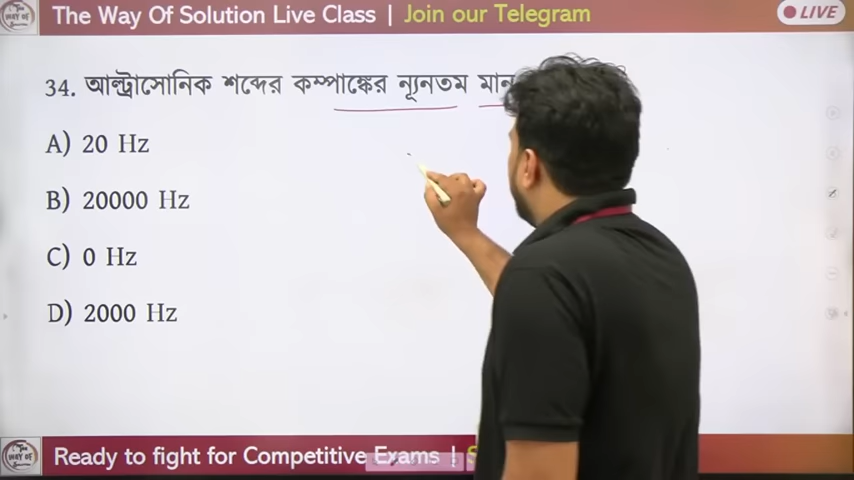 The Way Of Solution Live Class | Join our Telegram
LIVE
34. আল্ট্রাসোনিক শব্দের কম্পাঙ্কের ন্যূনতম মান
A) 20 Hz
B) 20000 Hz
C) 0 Hz
D) 2000 Hz
Ready to fight for Competitive Exams |